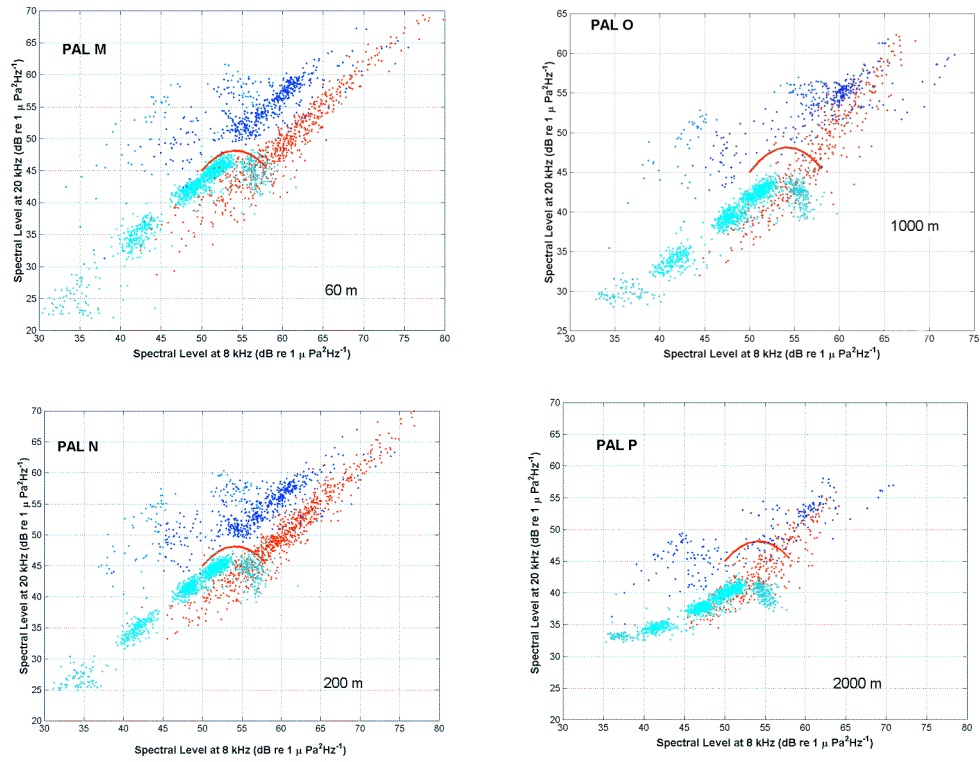 PAL M
70
65
60
55
50
45
40
35
30
25
20
Spectral Level at 20 kHz (dB re 1 μ Pa²Hz⁻¹)
60 m
30 35 40 45 50 55 60 65 70 75 80
Spectral Level at 8 kHz (dB re 1 μ Pa²Hz⁻¹)
PAL O
65
60
55
50
45
40
35
30
25
Spectral Level at 20 kHz (dB re 1 μ Pa²Hz⁻¹)
1000 m
30 35 40 45 50 55 60 65 70 75
Spectral Level at 8 kHz (dB re 1 μ Pa²Hz⁻¹)
PAL N
70
65
60
55
50
45
40
35
30
25
20
Spectral Level at 20 kHz (dB re 1 μ Pa²Hz⁻¹)
200 m
30 35 40 45 50 55 60 65 70 75 80
Spectral Level at 8 kHz (dB re 1 μ Pa²Hz⁻¹)
PAL P
70
65
60
55
50
45
40
35
30
25
20
Spectral Level at 20 kHz (dB re 1 μ Pa²Hz⁻¹)
2000 m
30 35 40 45 50 55 60 65 70 75 80
Spectral Level at 8 kHz (dB re 1 μ Pa²Hz⁻¹)